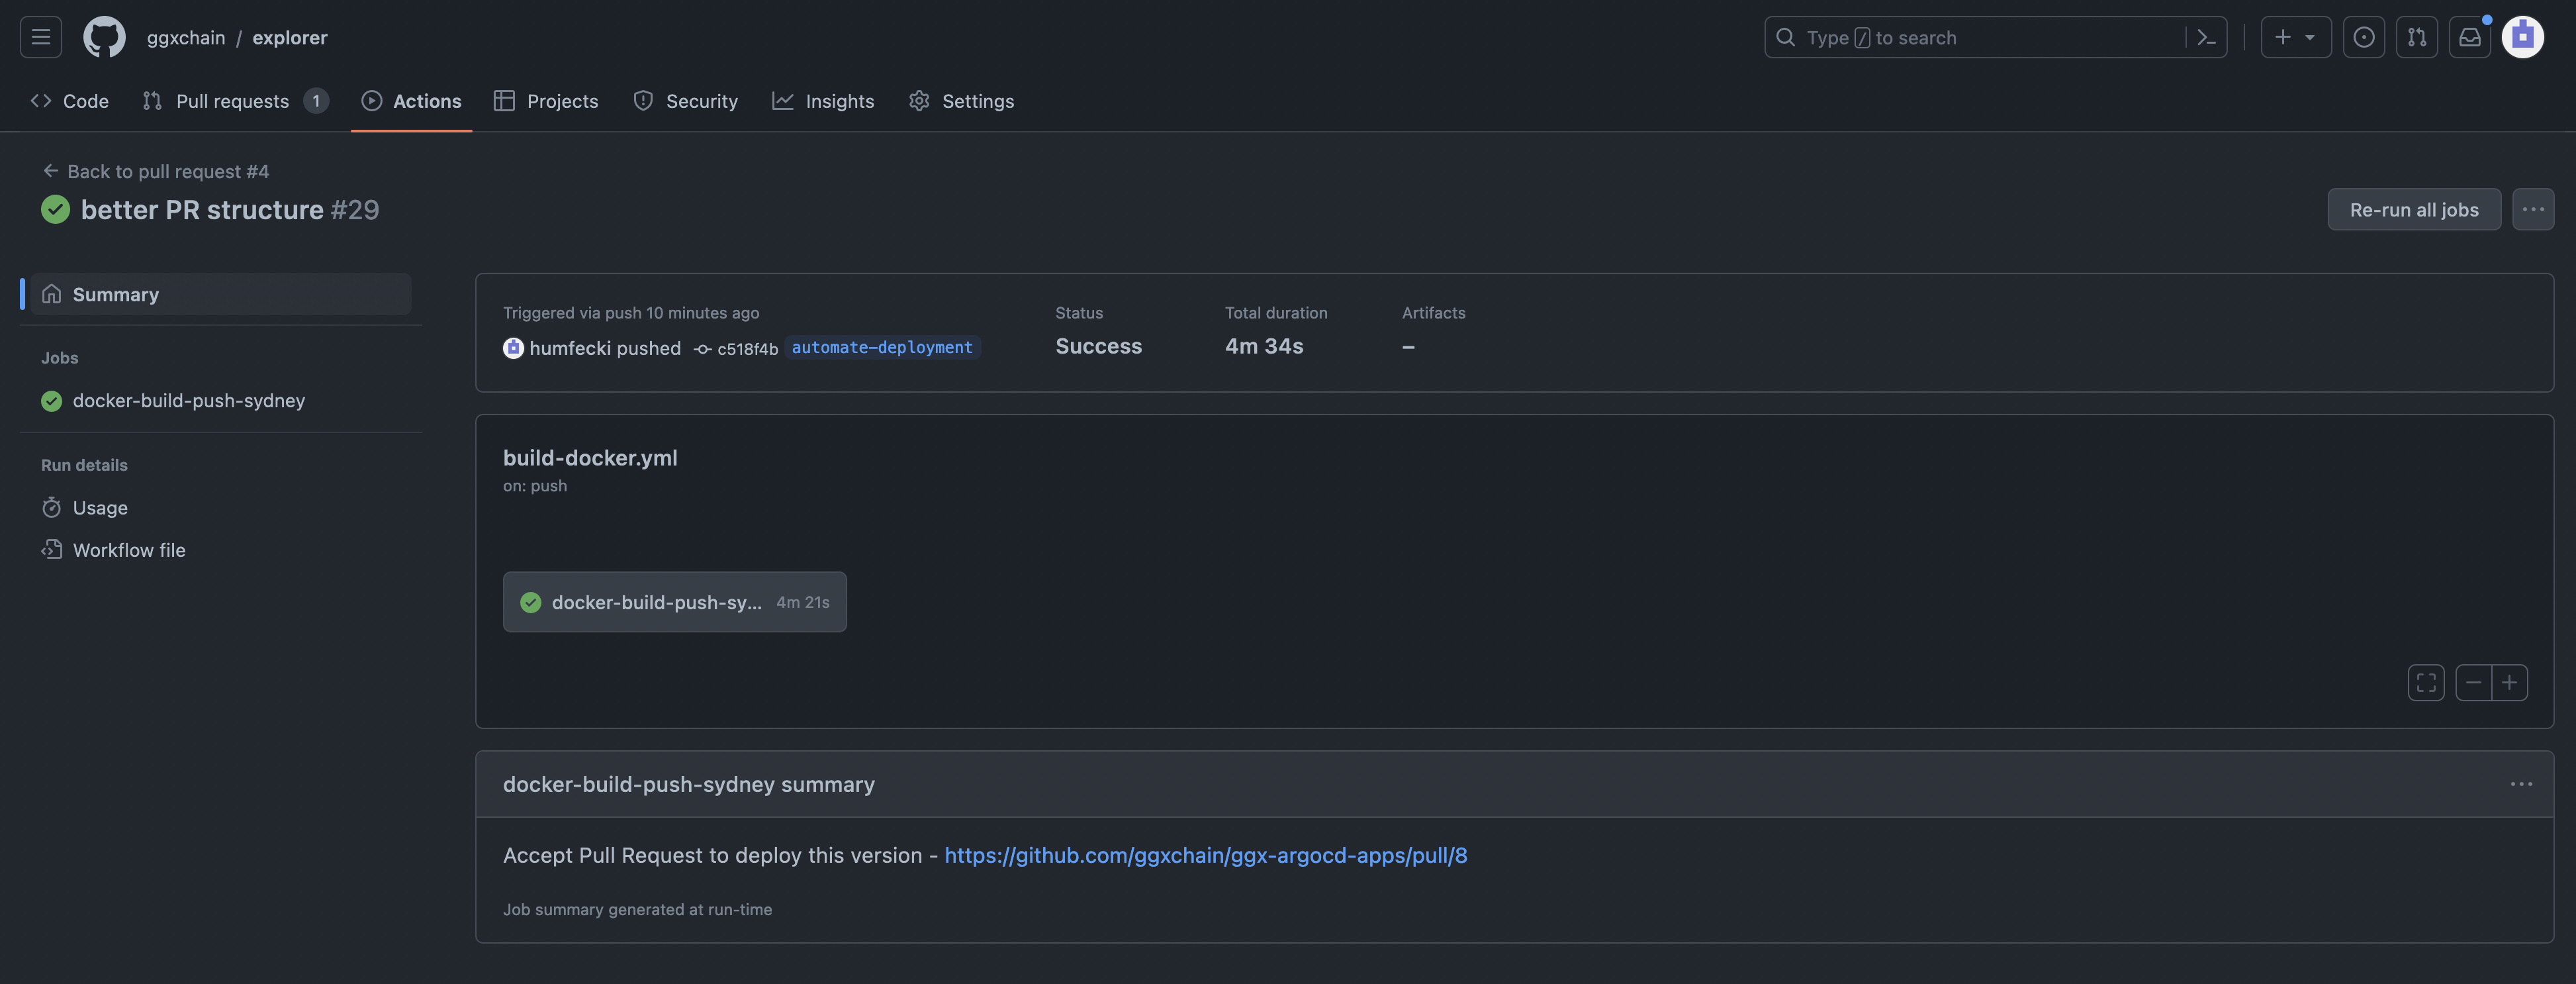 ggxchain / explorer
Type / to search
Code
Pull requests 1
Actions
Projects
Security
Insights
Settings
Back to pull request #4
better PR structure #29
Re-run all jobs
Summary
Jobs
docker-build-push-sydney
Run details
Usage
Workflow file
Triggered via push 10 minutes ago
humfecki pushed c518f4b automate-deployment
Status
Success
Total duration
4m 34s
Artifacts
–
build-docker.yml
on: push
docker-build-push-sy... 4m 21s
docker-build-push-sydney summary
Accept Pull Request to deploy this version - https://github.com/ggxchain/ggx-argocd-apps/pull/8
Job summary generated at run-time